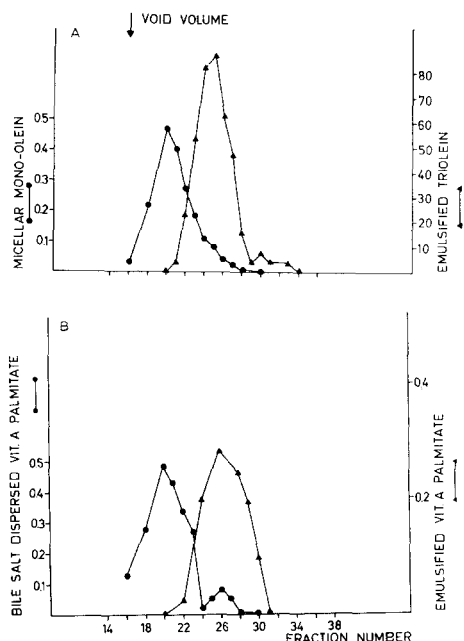 VOID VOLUME
A
MICELLAR MONO-OLEIN
0.5
0.4
0.3
0.2
0.1
EMULSIFIED TRIOLEIN
80
70
60
50
40
30
20
10
B
BILE SALT DISPERSED VIT. A PALMITATE
0.5
0.4
0.3
0.2
0.1
EMULSIFIED VIT A PALMITATE
0.4
0.2
14 18 22 26 30 34 38
FRACTION NUMBER